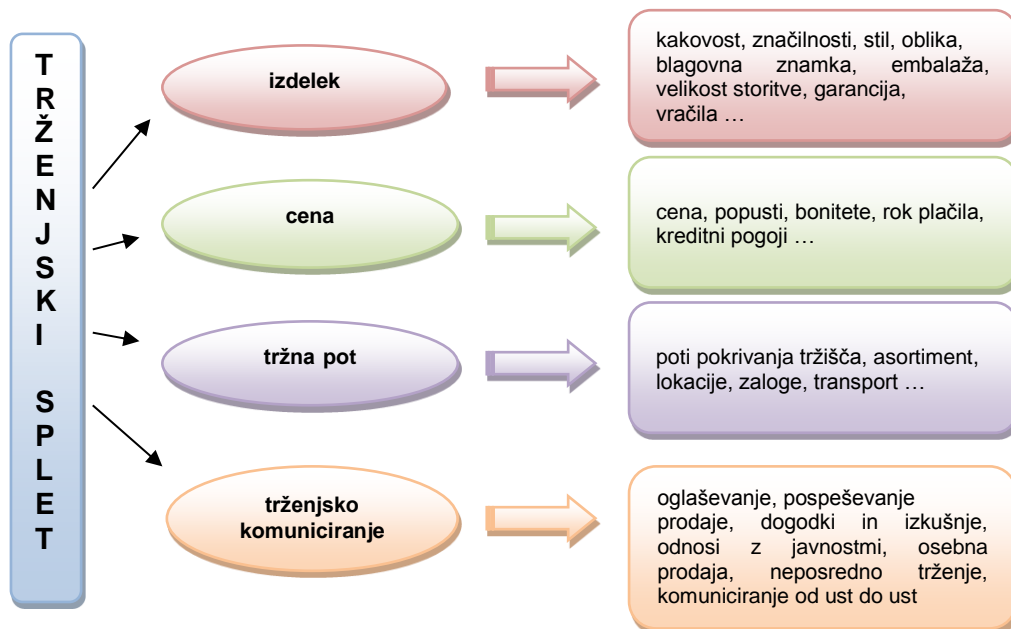 TRŽENJSKI SPLET
izdelek
kakovost, značilnosti, stil, oblika,
blagovna znamka, embalaža,
velikost storitve, garancija,
vračila …
cena
cena, popusti, bonitete, rok plačila,
kreditni pogoji …
tržna pot
poti pokrivanja tržišča, asortiment,
lokacije, zaloge, transport …
trženjsko
komuniciranje
oglaševanje, pospeševanje
prodaje, dogodki in izkušnje,
odnosi z javnostmi, osebna
prodaja, neposredno trženje,
komuniciranje od ust do ust